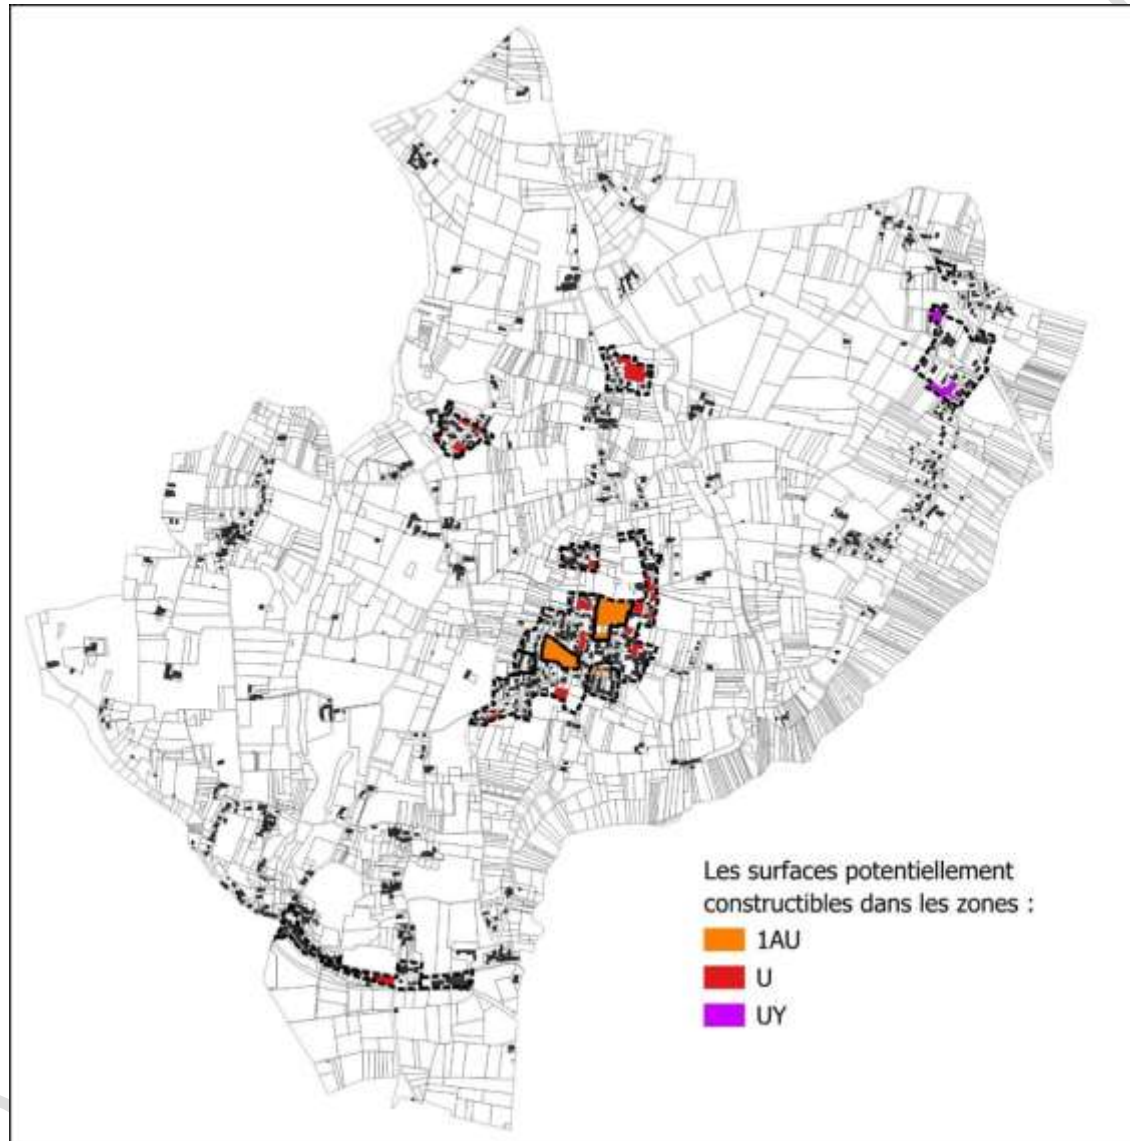 Les surfaces potentiellement
constructibles dans les zones :
1AU
U
UY